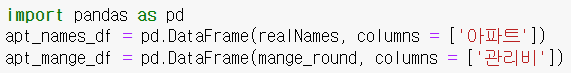 import pandas as pd
apt_names_df = pd.DataFrame(realNames, columns = ['아파트'])
apt_mange_df = pd.DataFrame(mange_round, columns = ['관리비'])